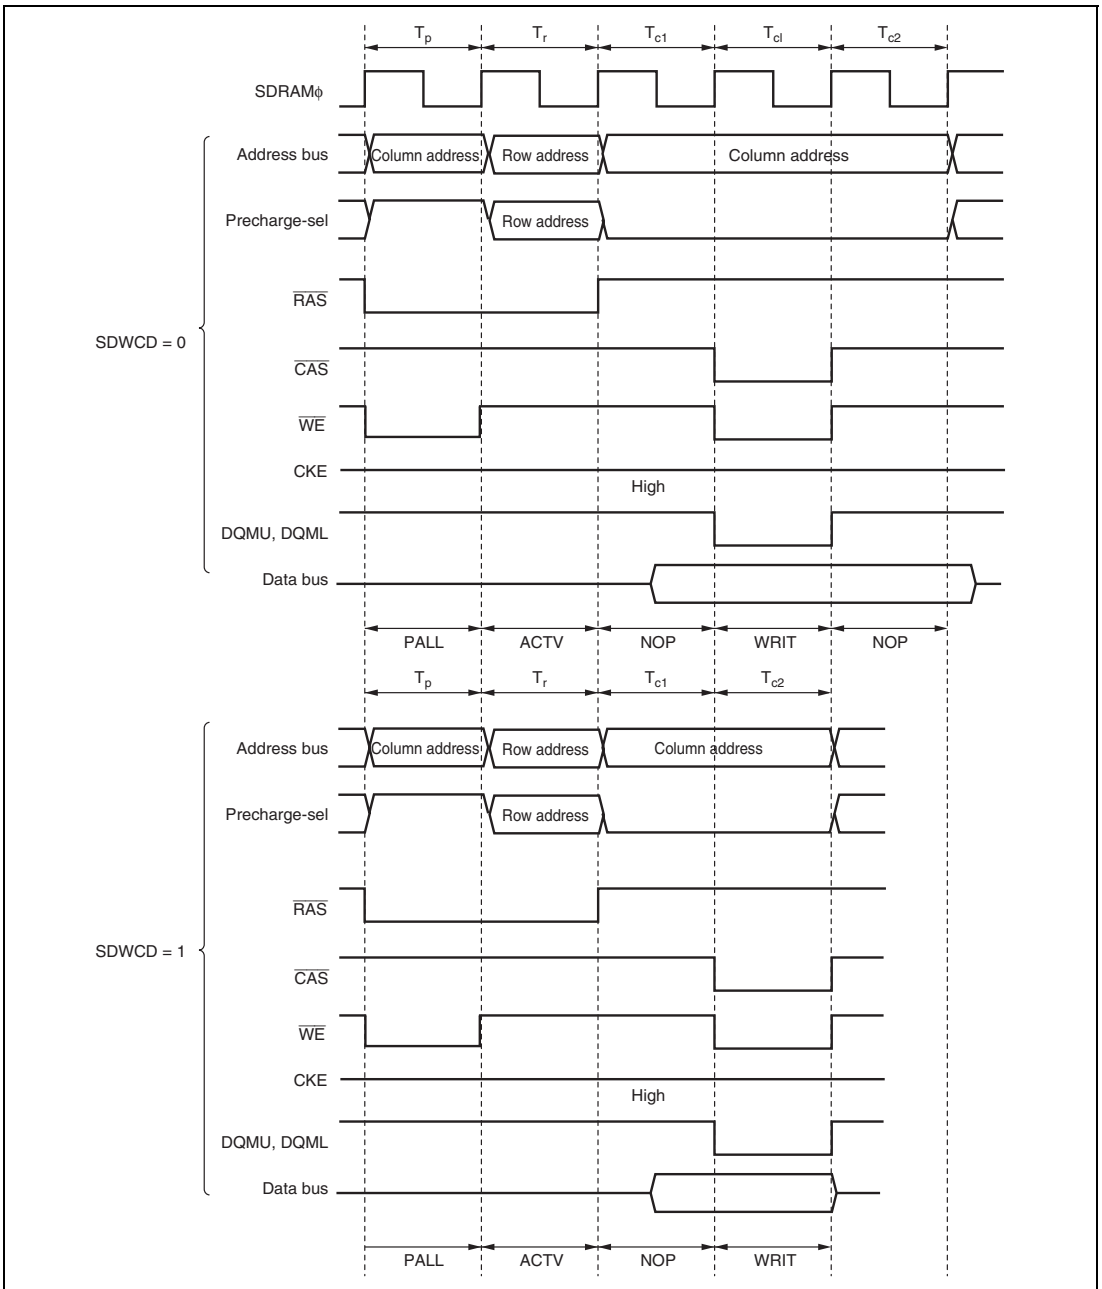 Tp Tr Tc1 Tcl Tc2
SDRAMϕ
Address bus Column address Row address Column address
Precharge-sel Row address
RAS
SDWCD = 0
CAS
WE
CKE
High
DQMU, DQML
Data bus
PALL ACTV NOP WRIT NOP
Tp Tr Tc1 Tc2
Address bus Column address Row address Column address
Precharge-sel Row address
RAS
SDWCD = 1
CAS
WE
CKE
High
DQMU, DQML
Data bus
PALL ACTV NOP WRIT